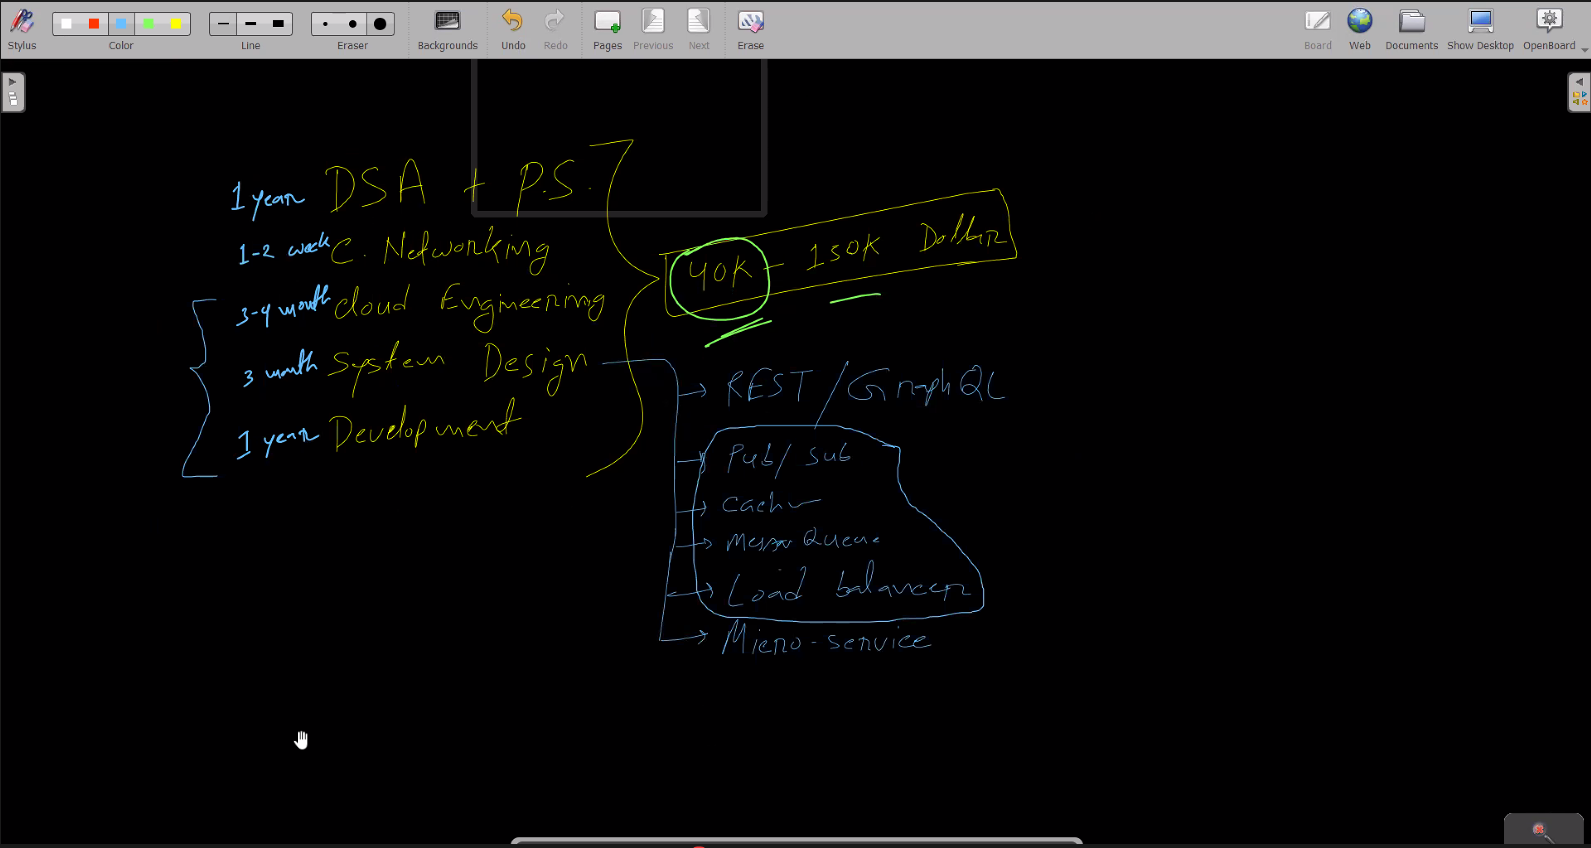 Stylus Color Line Eraser Backgrounds Undo Redo Pages Previous Next Erase Board Web Documents Show Desktop OpenBoard
1 year DSA + P.S.
1-2 week C. Networking
3-4 month cloud Engineering
3 month System Design
1 year Development
40K - 150K Dollar
REST/GraphQL
Pub/sub
cache
Queue
Load balancer
Micro-service